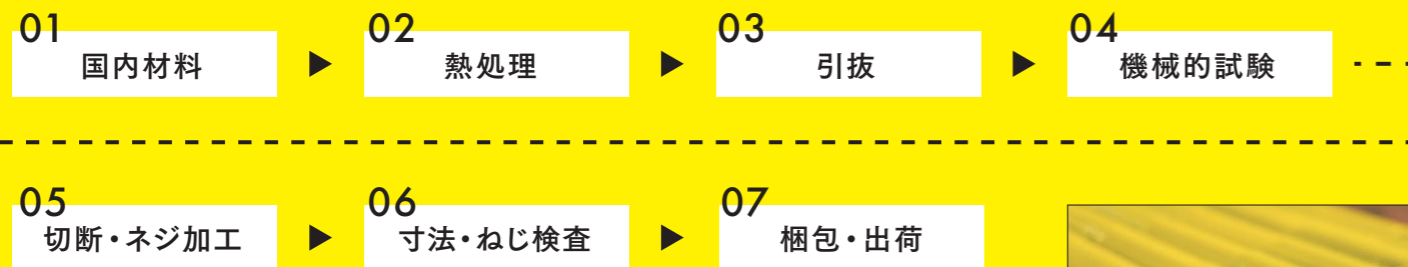 01
国内材料
02
熱処理
03
引抜
04
機械的試験
05
切断・ネジ加工
06
寸法・ねじ検査
07
梱包・出荷